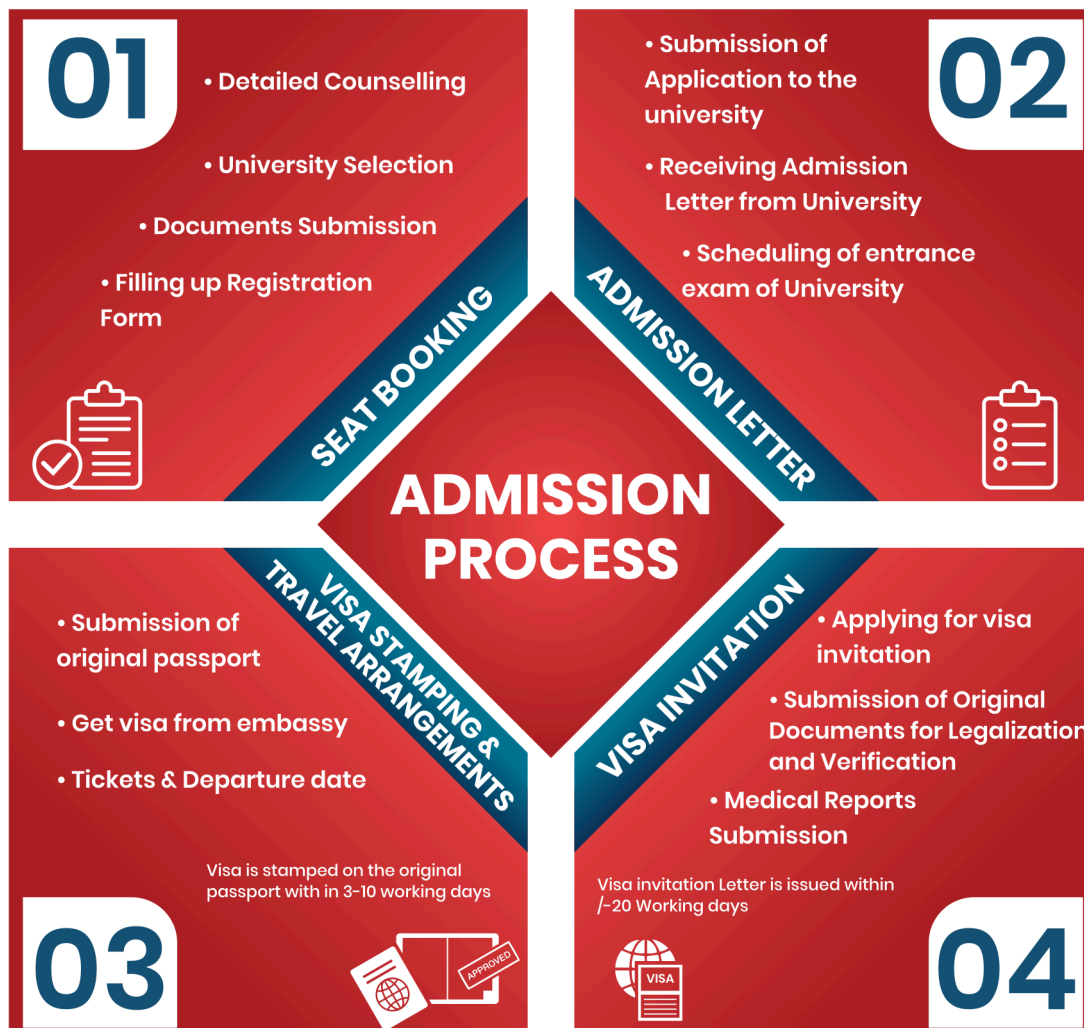 01
• Detailed Counselling
• University Selection
• Documents Submission
• Filling up Registration
Form
SEAT BOOKING
02
• Submission of
Application to the
university
• Receiving Admission
Letter from University
• Scheduling of entrance
exam of University
ADMISSION LETTER
ADMISSION
PROCESS
VISA STAMPING &
TRAVEL ARRANGEMENTS
• Submission of
original passport
• Get visa from embassy
• Tickets & Departure date
Visa is stamped on the original
passport with in 3-10 working days
03
APPROVED
VISA INVITATION
• Applying for visa
invitation
• Submission of Original
Documents for Legalization
and Verification
• Medical Reports
Submission
Visa invitation Letter is issued within
/-20 Working days
VISA
04